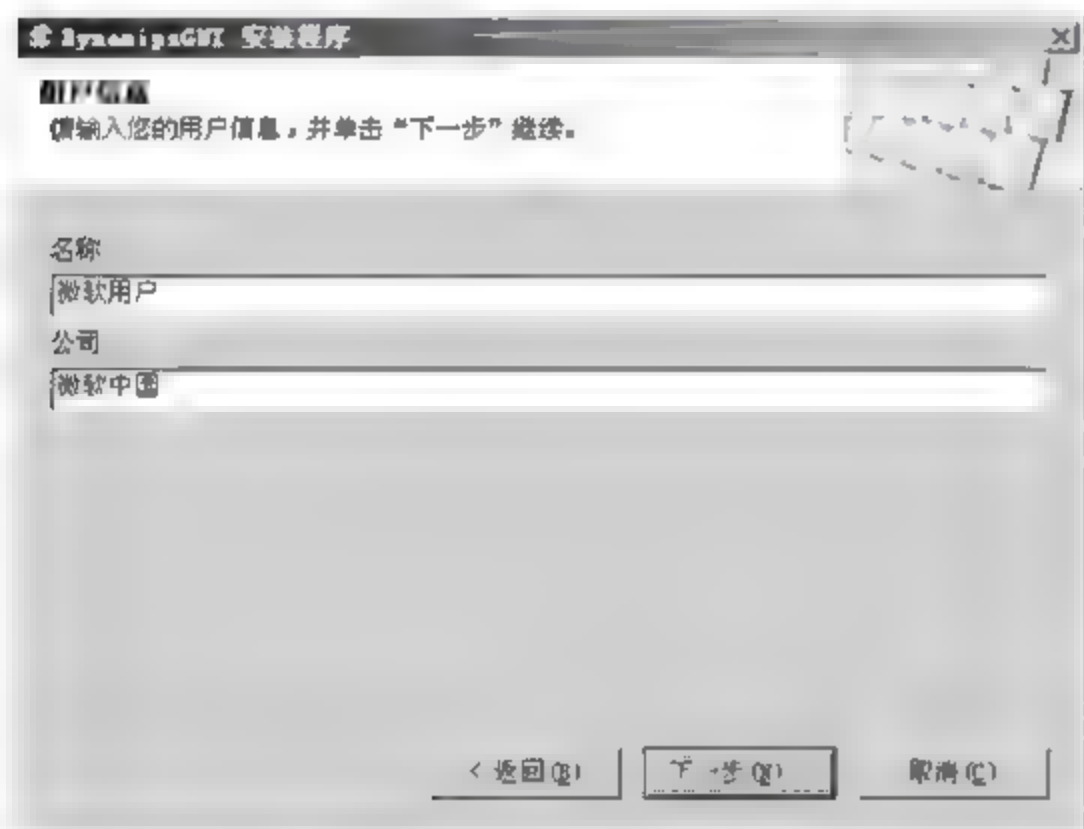 DynamipsGUI 安装程序
用户信息
请输入您的用户信息，并单击“下一步”继续。
名称
微软用户
公司
微软中国
< 返回(B)
下一步(N)
取消(C)